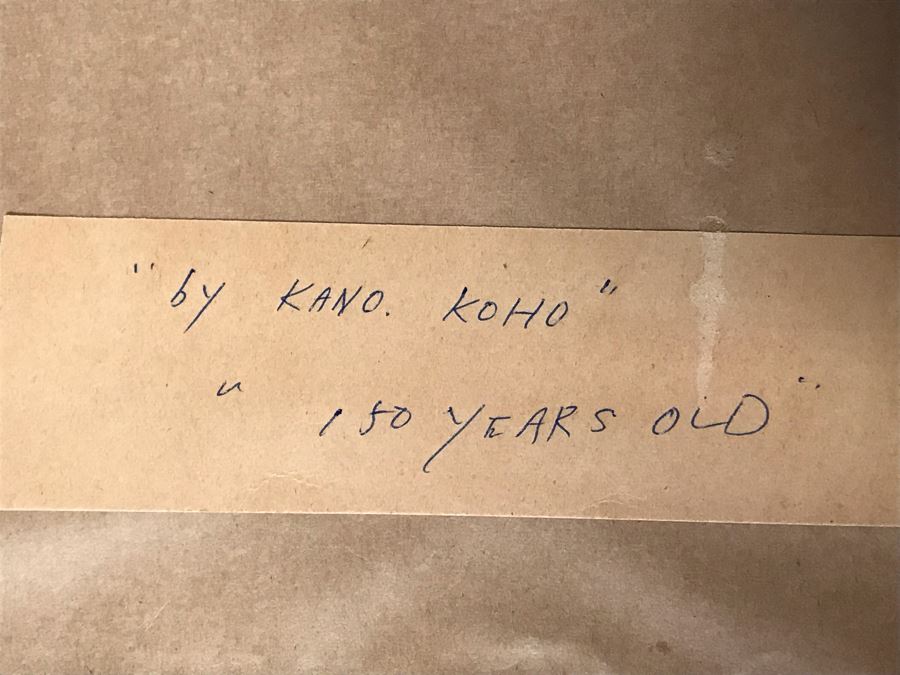 "by KANO. KOHO"
" 150 YEARS OLD"